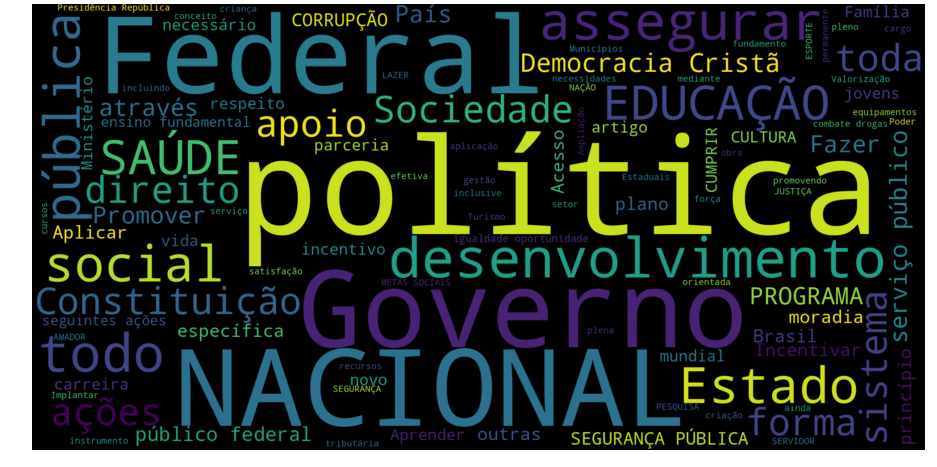 Presidência República
conceito
criança
CORRUPÇÃO
País
assegurar
Família
necessário
cargo
ESPORTE
pleno
permanente
pública
Federal
LAZER
Municípios
fundamento
toda
Democracia Cristã
Ministério
incluindo
necessidades
mediante
NAÇÃO
Valorização
através
respeito
Sociedade
EDUCAÇÃO
jovens
ensino fundamental
apoio
artigo
Ampliação
equipamentos
combate drogas
Poder
SAÚDE
parceria
Acesso
CUMPRIR
CULTURA
Fazer
política
aplicação
obra
direito
efetiva
gestão
Estaduais
promovendo
JUSTIÇA
inclusive
força
serviço público
cursos
Promover
serviço
Turismo
setor
plano
Aplicar
vida
incentivo
igualdade oportunidade
social
satisfação
desenvolvimento
METAS SOCIAIS
orientada
Constituição
Governo
PROGRAMA
sistema
seguintes ações
específica
plena
moradia
AMADOR
Brasil
todo
NACIONAL
mundial
Incentivar
princípio
carreira
recursos
novo
SEGURANÇA
Estado
Implantar
ações
PESQUISA
criação
ainda
forma
instrumento
público federal
tributária
Aprender
outras
SEGURANÇA PÚBLICA
SERVIDOR